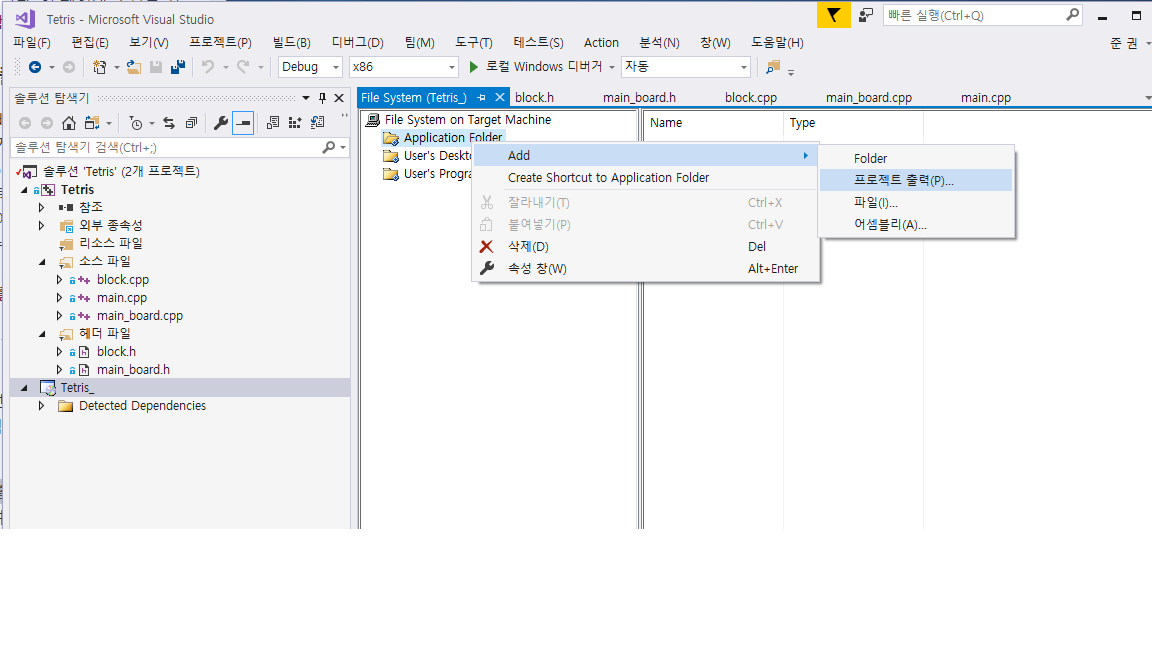 Tetris - Microsoft Visual Studio
빠른 실행(Ctrl+Q)
파일(F) 편집(E) 보기(V) 프로젝트(P) 빌드(B) 디버그(D) 팀(M) 도구(T) 테스트(S) Action 분석(N) 창(W) 도움말(H) 준 권
Debug x86 로컬 Windows 디버거 자동
솔루션 탐색기
File System (Tetris_) block.h main_board.h block.cpp main_board.cpp main.cpp
솔루션 탐색기 검색(Ctrl+;)
솔루션 'Tetris' (2개 프로젝트)
Tetris
참조
외부 종속성
리소스 파일
소스 파일
block.cpp
main.cpp
main_board.cpp
헤더 파일
block.h
main_board.h
Tetris_
Detected Dependencies
File System on Target Machine
Application Folder
User's Deskt
User's Progra
Name Type
Add
Create Shortcut to Application Folder
잘라내기(T) Ctrl+X
붙여넣기(P) Ctrl+V
삭제(D) Del
속성 창(W) Alt+Enter
Folder
프로젝트 출력(P)...
파일(I)...
어셈블리(A)...